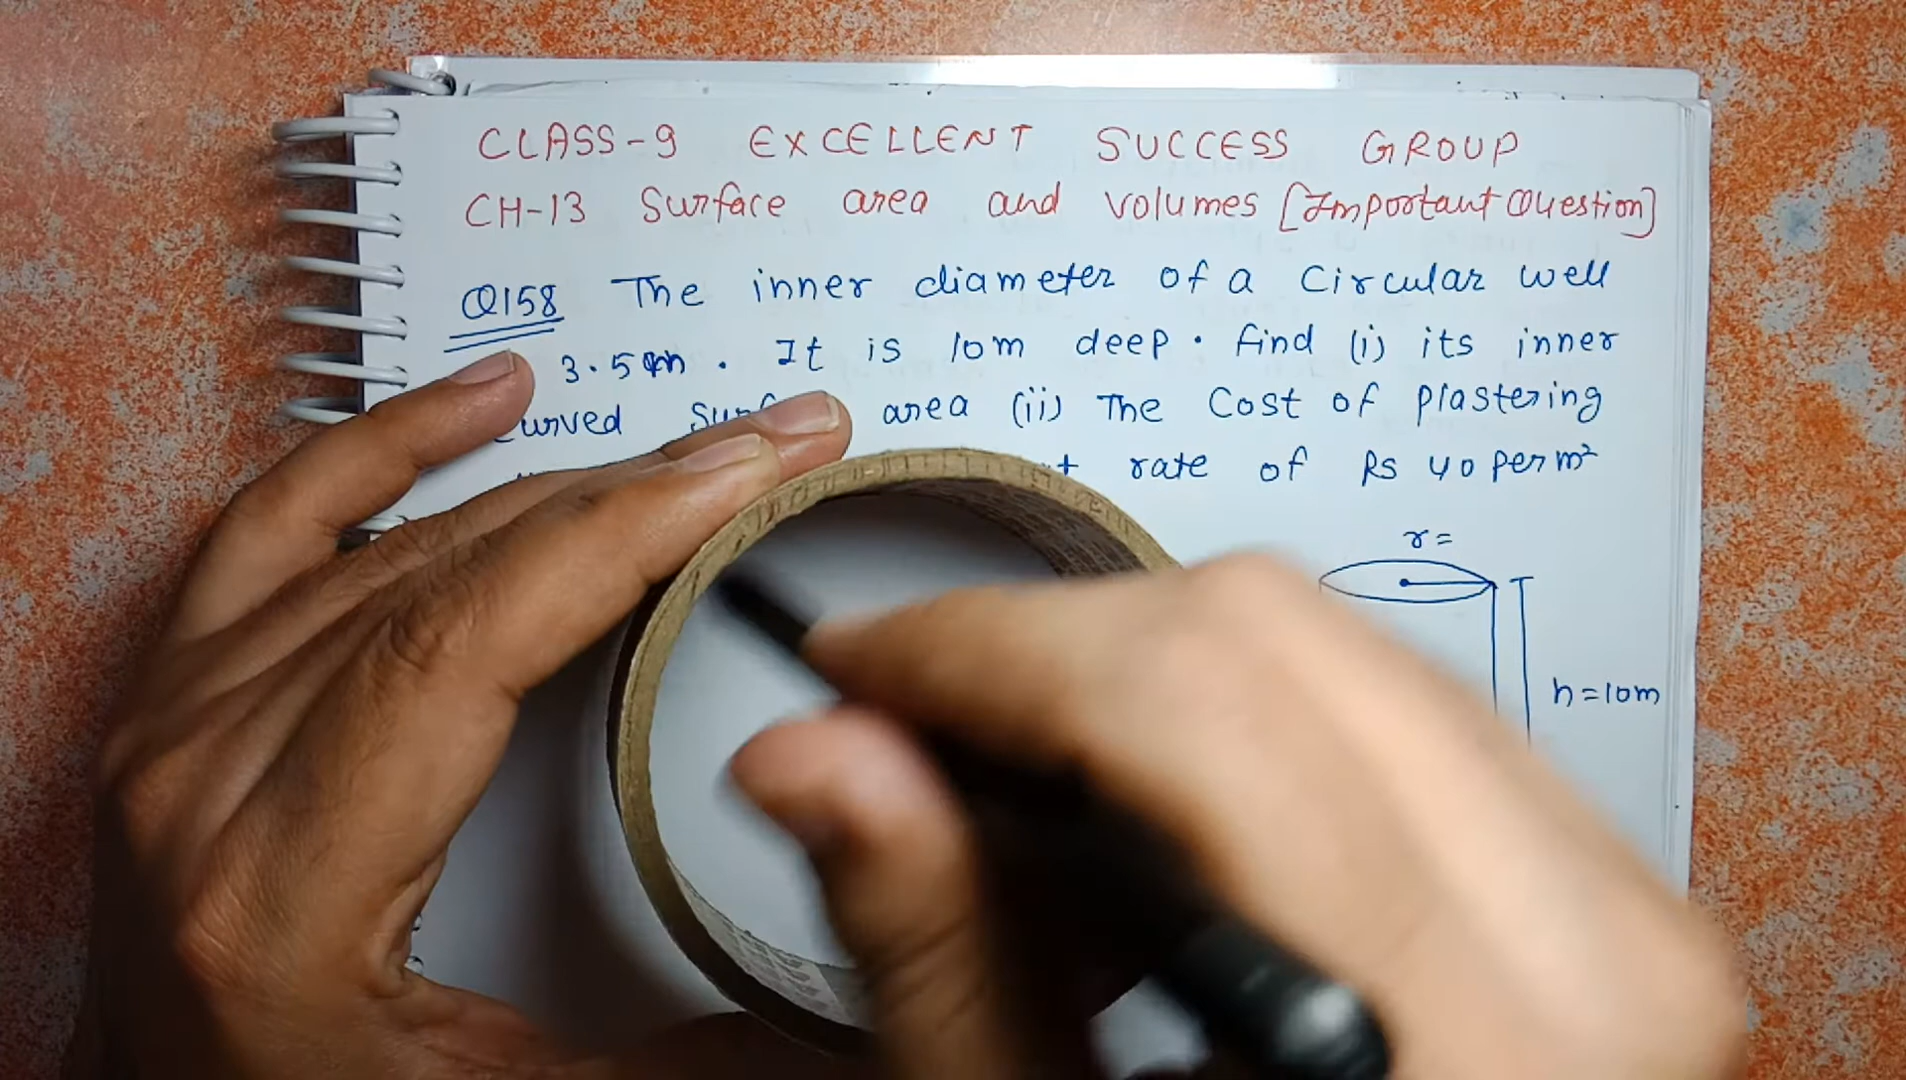 CLASS-9 EXCELLENT SUCCESS GROUP
CH-13 Surface area and volumes [Important Question]
Q158 The inner diameter of a Circular well
3.5m. It is 10m deep. find (i) its inner
curved area (ii) The Cost of Plastering
rate of Rs 40 per m²
r=
h=10m